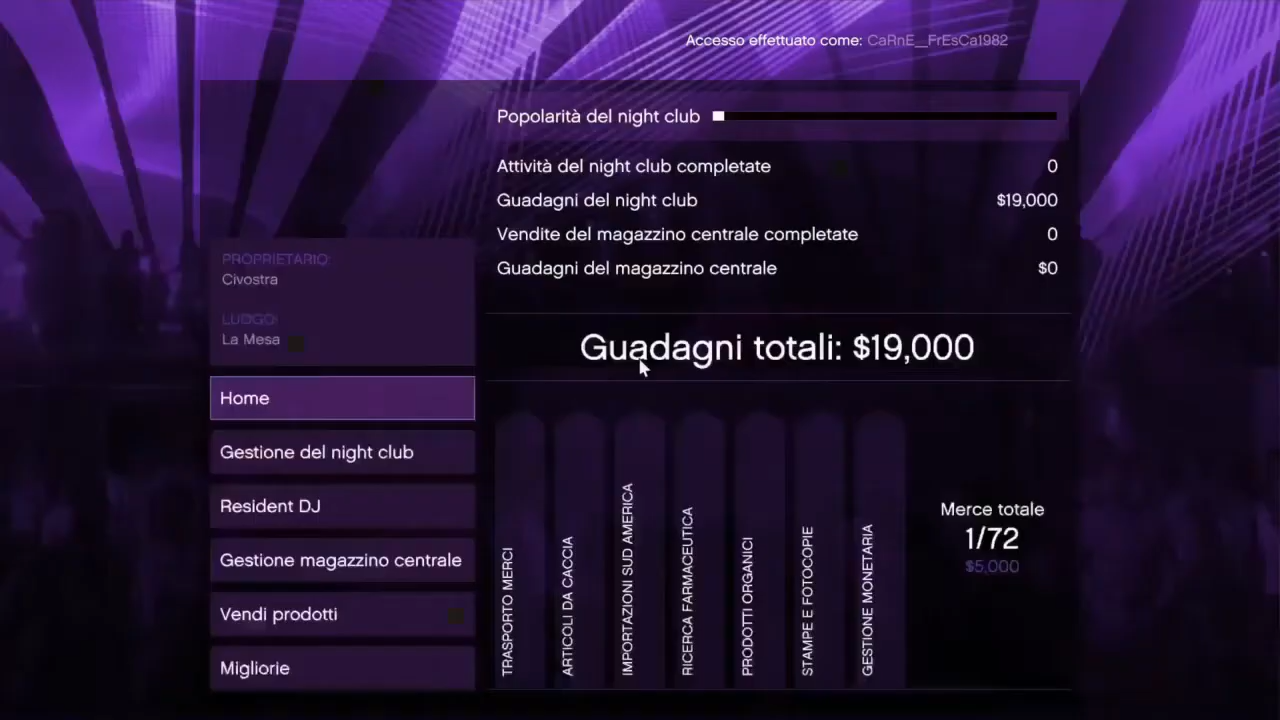 Accesso effettuato come: CaRnE__FrEsCa1982
Popolarità del night club
Attività del night club completate 0
Guadagni del night club $19,000
Vendite del magazzino centrale completate 0
Guadagni del magazzino centrale $0
PROPRIETARIO:
Civostra
LUOGO:
La Mesa
Guadagni totali: $19,000
Home
Gestione del night club
Resident DJ
Gestione magazzino centrale
Vendi prodotti
Migliorie
TRASPORTO MERCI
ARTICOLI DA CACCIA
IMPORTAZIONI SUD AMERICA
RICERCA FARMACEUTICA
PRODOTTI ORGANICI
STAMPE E FOTOCOPIE
GESTIONE MONETARIA
Merce totale
1/72
$5,000